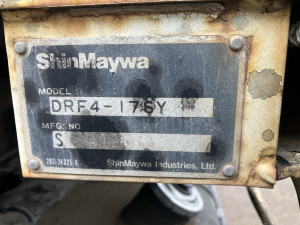 ShinMaywa
MODEL
DRF4-17SY
MFG. NO.
S
ShinMaywa Industries, Ltd.